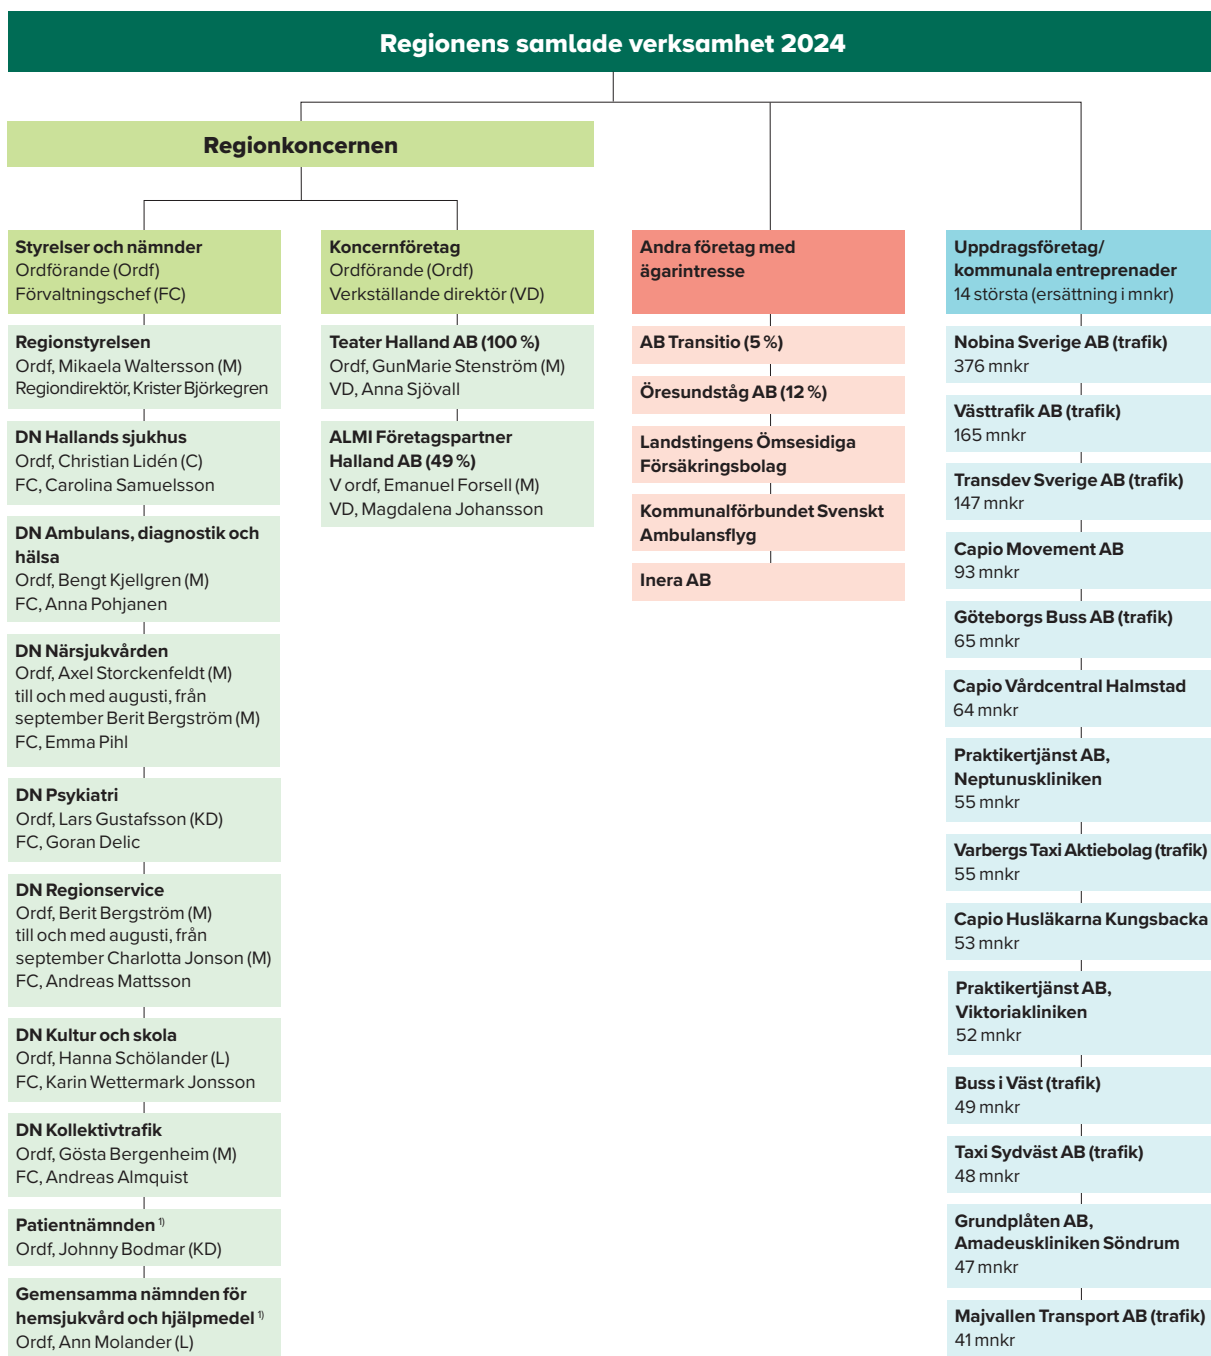 Regionens samlade verksamhet 2024
Regionkoncernen
Styrelser och nämnder
Ordförande (Ordf)
Förvaltningschef (FC)
Regionstyrelsen
Ordf, Mikaela Waltersson (M)
Regiondirektör, Krister Björkegren
DN Hallands sjukhus
Ordf, Christian Lidén (C)
FC, Carolina Samuelsson
DN Ambulans, diagnostik och
hälsa
Ordf, Bengt Kjellgren (M)
FC, Anna Pohjanen
DN Närsjukvården
Ordf, Axel Storckenfeldt (M)
till och med augusti, från
september Berit Bergström (M)
FC, Emma Pihl
DN Psykiatri
Ordf, Lars Gustafsson (KD)
FC, Goran Delic
DN Regionservice
Ordf, Berit Bergström (M)
till och med augusti, från
september Charlotta Jonson (M)
FC, Andreas Mattsson
DN Kultur och skola
Ordf, Hanna Schölander (L)
FC, Karin Wettermark Jonsson
DN Kollektivtrafik
Ordf, Gösta Bergenheim (M)
FC, Andreas Almquist
Patientnämnden 1)
Ordf, Johnny Bodmar (KD)
Gemensamma nämnden för
hemsjukvård och hjälpmedel 1)
Ordf, Ann Molander (L)
Koncernföretag
Ordförande (Ordf)
Verkställande direktör (VD)
Teater Halland AB (100 %)
Ordf, GunMarie Stenström (M)
VD, Anna Sjövall
ALMI Företagspartner
Halland AB (49 %)
V ordf, Emanuel Forsell (M)
VD, Magdalena Johansson
Andra företag med
ägarintresse
AB Transitio (5 %)
Öresundståg AB (12 %)
Landstingens Ömsesidiga
Försäkringsbolag
Kommunalförbundet Svenskt
Ambulansflyg
Inera AB
Uppdragsföretag/
kommunala entreprenader
14 största (ersättning i mnkr)
Nobina Sverige AB (trafik)
376 mnkr
Västtrafik AB (trafik)
165 mnkr
Transdev Sverige AB (trafik)
147 mnkr
Capio Movement AB
93 mnkr
Göteborgs Buss AB (trafik)
65 mnkr
Capio Vårdcentral Halmstad
64 mnkr
Praktikertjänst AB,
Neptunuskliniken
55 mnkr
Varbergs Taxi Aktiebolag (trafik)
55 mnkr
Capio Husläkarna Kungsbacka
53 mnkr
Praktikertjänst AB,
Viktoriakliniken
52 mnkr
Buss i Väst (trafik)
49 mnkr
Taxi Sydväst AB (trafik)
48 mnkr
Grundplåten AB,
Amadeuskliniken Söndrum
47 mnkr
Majvallen Transport AB (trafik)
41 mnkr